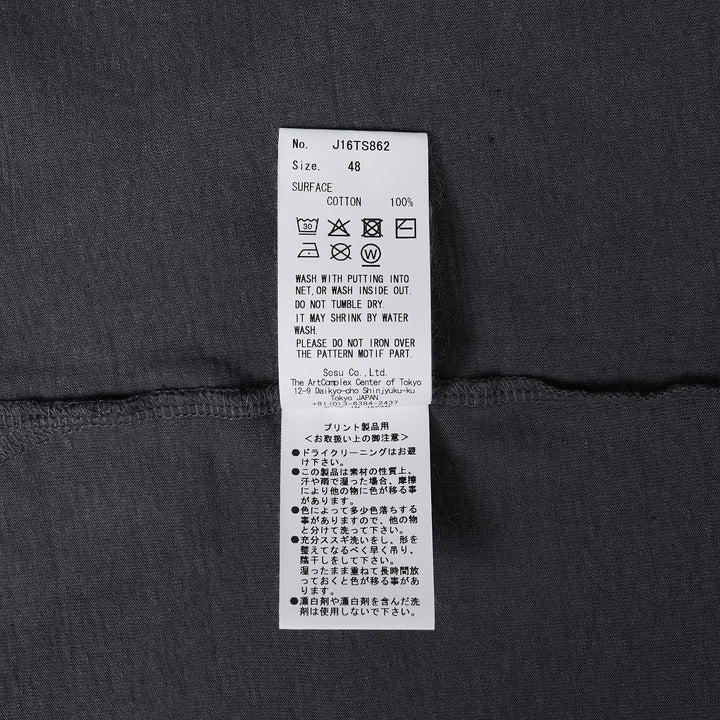 No. J16TS862
Size. 48
SURFACE
COTTON 100%
30
W
WASH WITH PUTTING INTO
NET,OR WASH INSIDE OUT.
DO NOT TUMBLE DRY.
IT MAY SHRINK BY WATER
WASH.
PLEASE DO NOT IRON OVER
THE PATTERN MOTIF PART.
Sosu Co.,Ltd.
The ArtComplex Center of Tokyo
12-9 Daikyo-cho Shinjyuku-ku
Tokyo JAPAN
+81(0)3-6384-2437
プリント製品用
<お取扱い上の御注意>
●ドライクリーニングはお避
け下さい。
●この製品は素材の性質上、
汗や雨で湿った場合、摩擦
により他の物に色が移る事
があります。
●色によって多少色落ちする
事がありますので、他の物
と分けて洗って下さい。
●充分ススギ洗いをし、形を
整えてなるべく早く吊り、
陰干しをして下さい。
湿ったまま重ねて長時間放
っておくと色が移る事があ
ります。
●漂白剤や漂白剤を含んだ洗
剤は使用しないで下さい。